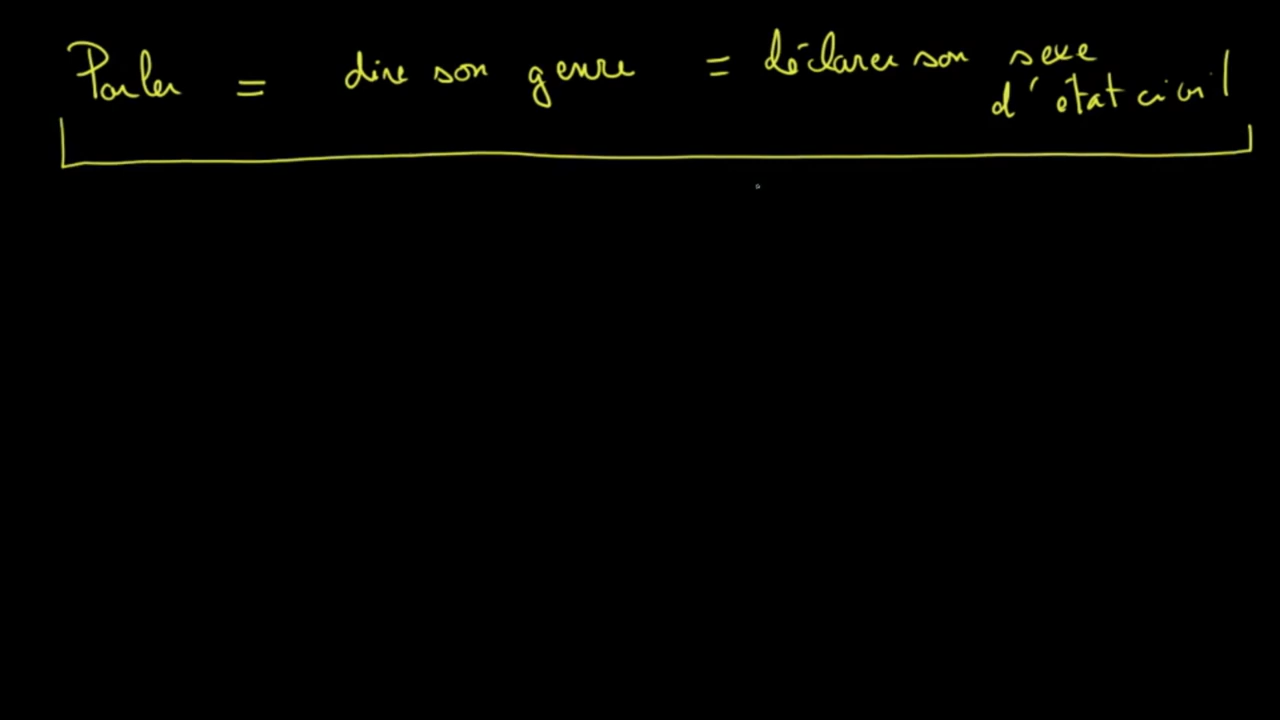 Parler = dire son genre = déclarer son sexe
d'état civil